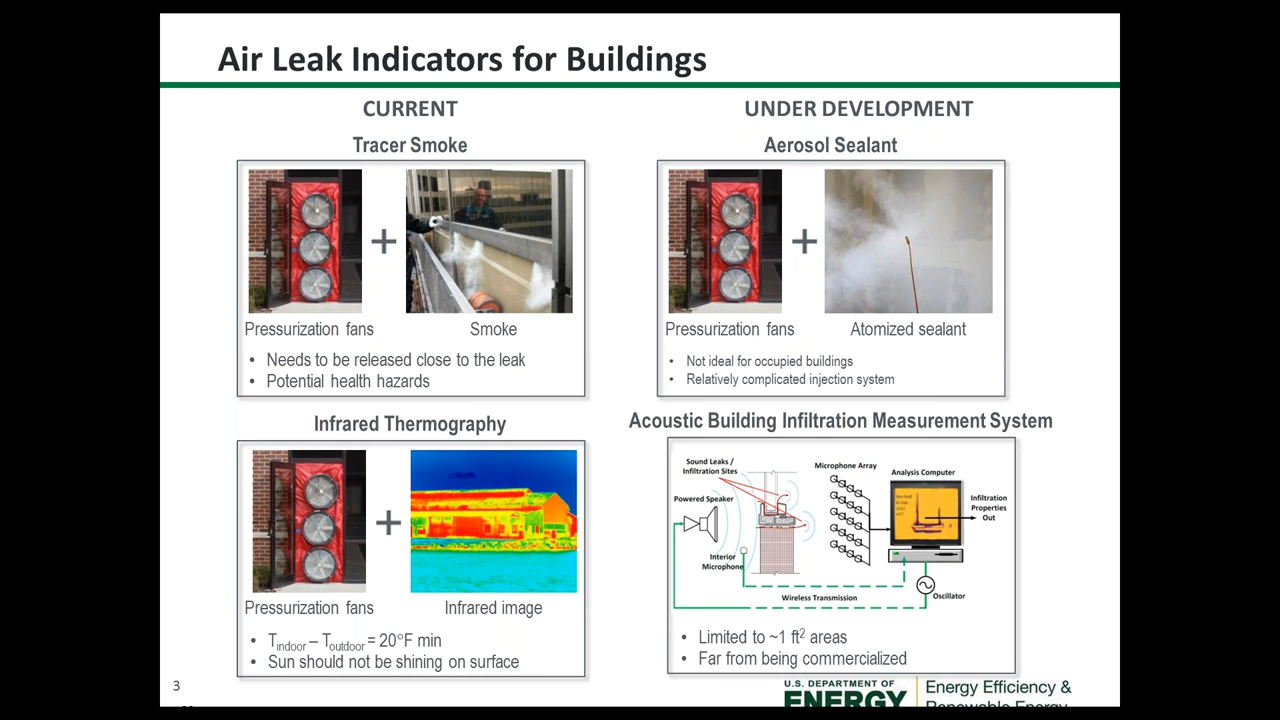 Air Leak Indicators for Buildings
CURRENT
Tracer Smoke
Pressurization fans
Smoke
• Needs to be released close to the leak
• Potential health hazards
Infrared Thermography
Pressurization fans
Infrared image
• Tindoor – Toutdoor = 20°F min
• Sun should not be shining on surface
UNDER DEVELOPMENT
Aerosol Sealant
Pressurization fans
Atomized sealant
• Not ideal for occupied buildings
• Relatively complicated injection system
Acoustic Building Infiltration Measurement System
Sound Leaks /
Infiltration Sites
Microphone Array
Analysis Computer
Powered Speaker
Infiltration
Properties
Out
Interior
Microphone
Wireless Transmission
Oscillator
• Limited to ~1 ft2 areas
• Far from being commercialized
3
U.S. DEPARTMENT OF
ENERGY
Energy Efficiency &
Renewable Energy